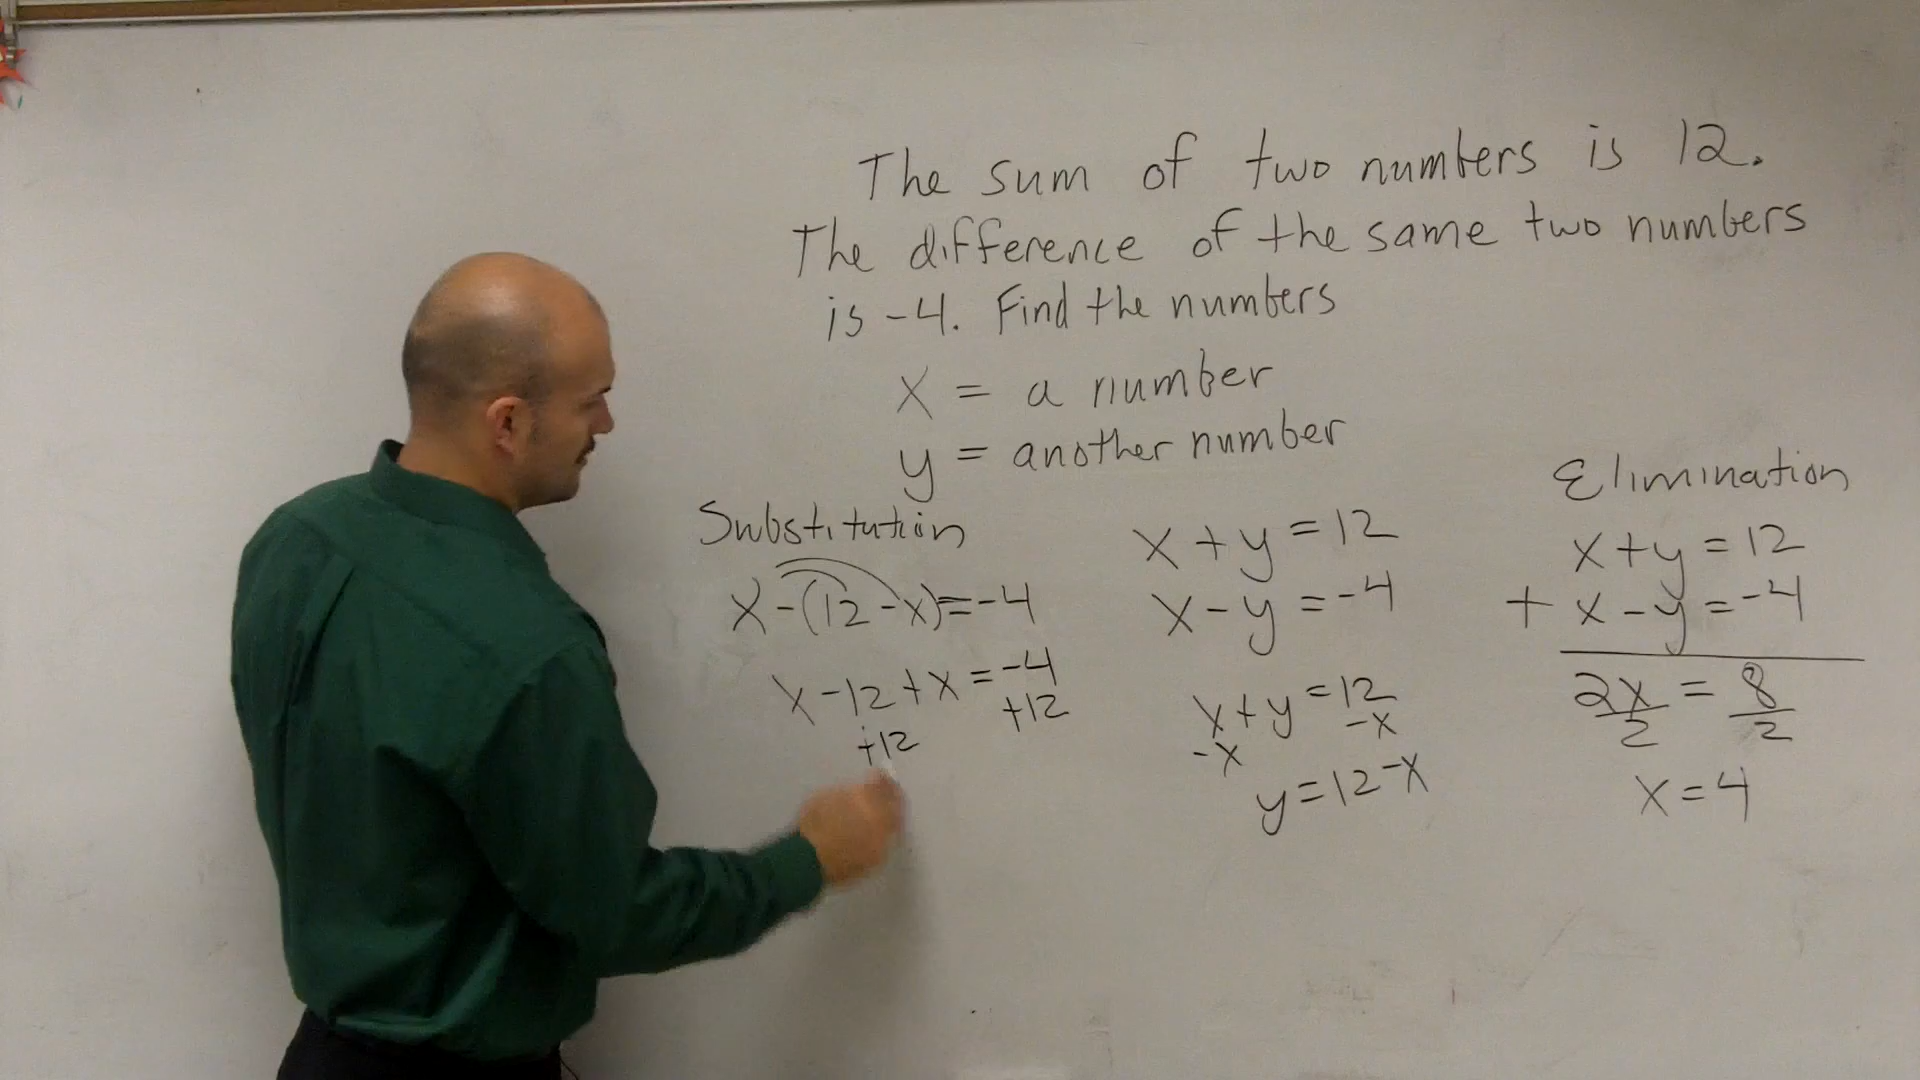 The sum of two numbers is 12.
The difference of the same two numbers
is -4. Find the numbers
x = a number
y = another number
Substitution
x-(12-x)=-4
x-12+x=-4
+12 +12
x+y=12
x-y=-4
x+y=12
-x -x
y=12-x
Elimination
x+y=12
+ x-y=-4
2x = 8
2 2
x=4